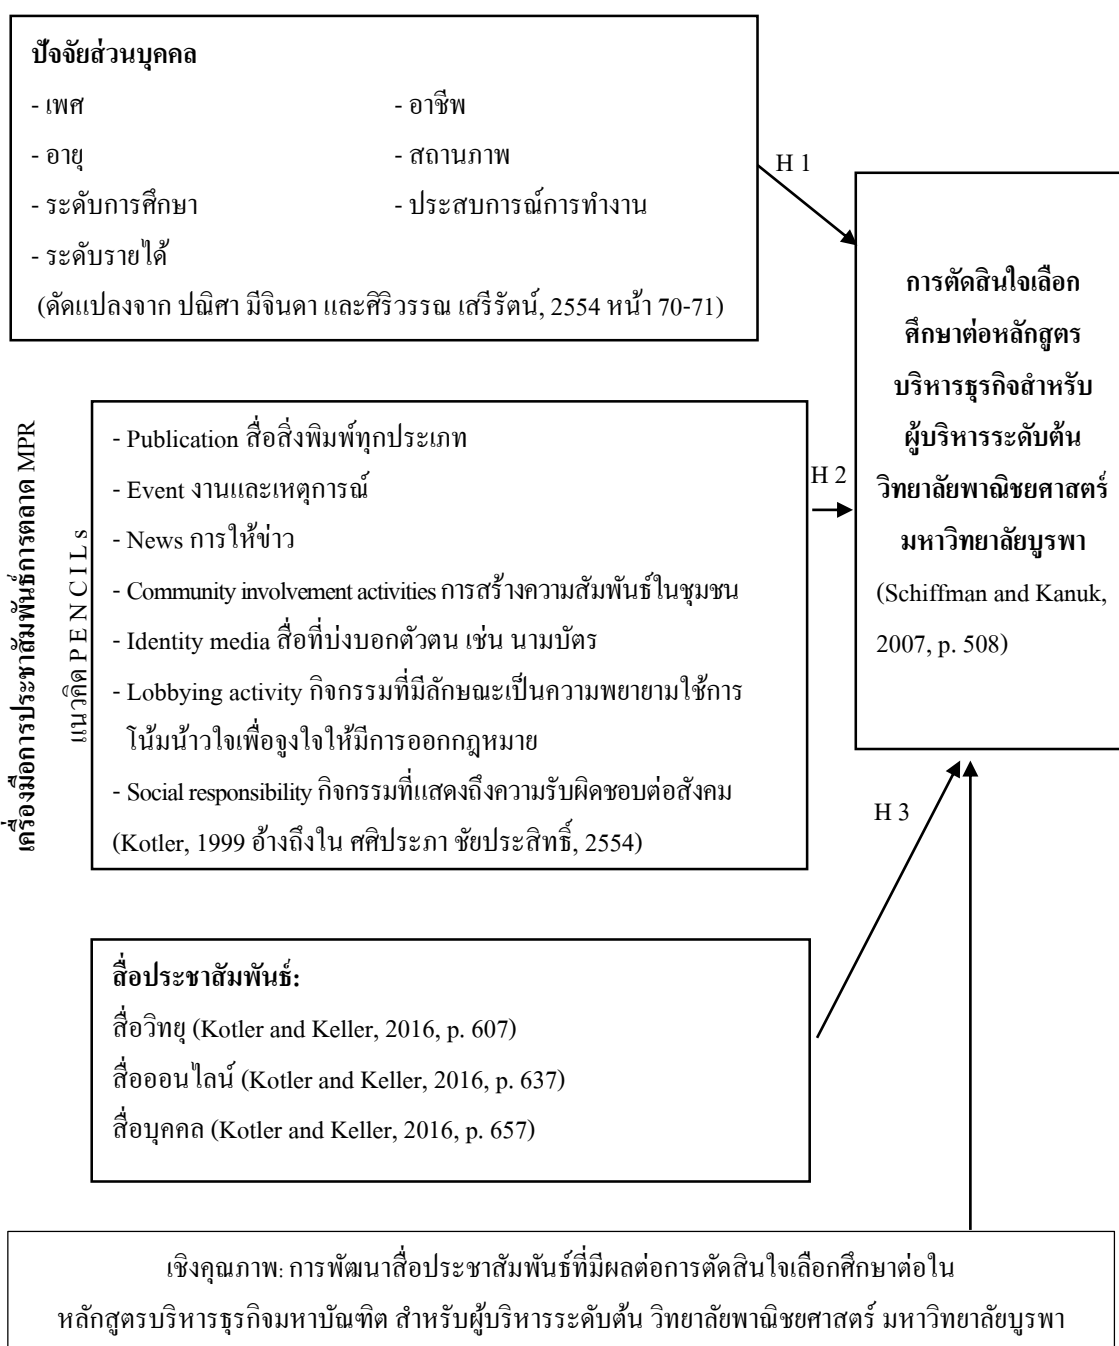 ปัจจัยส่วนบุคคล
- เพศ - อาชีพ
- อายุ - สถานภาพ
- ระดับการศึกษา - ประสบการณ์การทำงาน
- ระดับรายได้
(ดัดแปลงจาก ปณิศา มีจินดา และศิริวรรณ เสรีรัตน์, 2554 หน้า 70-71)
H 1
การตัดสินใจเลือก
ศึกษาต่อหลักสูตร
บริหารธุรกิจสำหรับ
ผู้บริหารระดับต้น
วิทยาลัยพาณิชยศาสตร์
มหาวิทยาลัยบูรพา
(Schiffman and Kanuk,
2007, p. 508)
เครื่องมือการประชาสัมพันธ์การตลาด MPR
แนวคิด P E N C I L s
- Publication สื่อสิ่งพิมพ์ทุกประเภท
- Event งานและเหตุการณ์
- News การให้ข่าว
- Community involvement activities การสร้างความสัมพันธ์ในชุมชน
- Identity media สื่อที่บ่งบอกตัวตน เช่น นามบัตร
- Lobbying activity กิจกรรมที่มีลักษณะเป็นความพยายามใช้การ
โน้มน้าวใจเพื่อจูงใจให้มีการออกกฎหมาย
- Social responsibility กิจกรรมที่แสดงถึงความรับผิดชอบต่อสังคม
(Kotler, 1999 อ้างถึงใน ศศิประภา ชัยประสิทธิ์, 2554)
H 2
H 3
สื่อประชาสัมพันธ์:
สื่อวิทยุ (Kotler and Keller, 2016, p. 607)
สื่อออนไลน์ (Kotler and Keller, 2016, p. 637)
สื่อบุคคล (Kotler and Keller, 2016, p. 657)
เชิงคุณภาพ: การพัฒนาสื่อประชาสัมพันธ์ที่มีผลต่อการตัดสินใจเลือกศึกษาต่อใน
หลักสูตรบริหารธุรกิจมหาบัณฑิต สำหรับผู้บริหารระดับต้น วิทยาลัยพาณิชยศาสตร์ มหาวิทยาลัยบูรพา